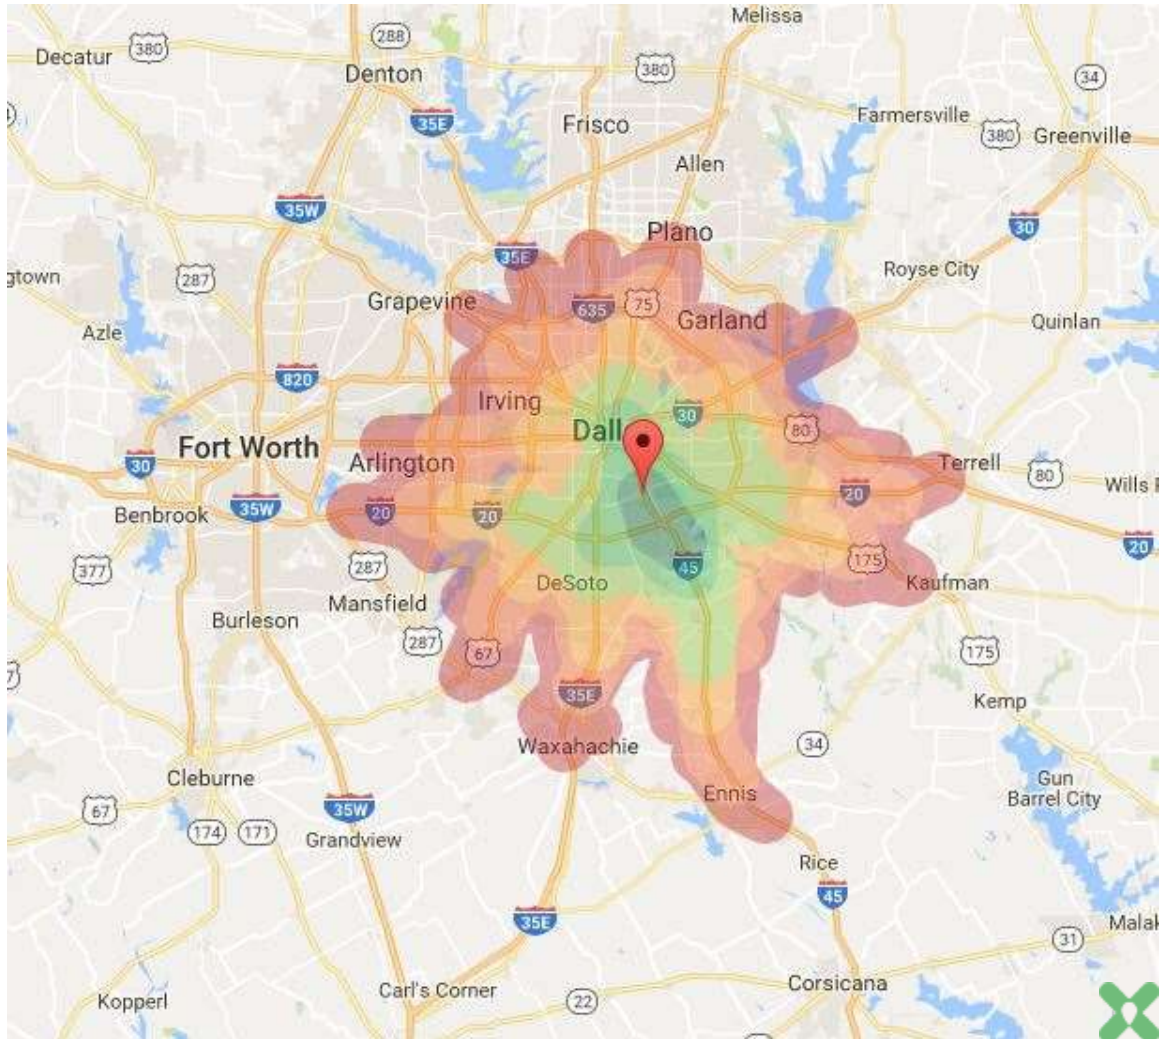 Melissa
288
Decatur
380
Denton
380
34
35E
Frisco
Farmersville
380
Greenville
Allen
35W
30
Plano
35E
Royse City
gtown
287
Grapevine
635
75
Garland
Quinlan
Azle
820
Irving
30
Dall
80
Fort Worth
Arlington
Terrell
30
80
20
Wills
35W
20
20
Benbrook
20
45
175
377
287
DeSoto
Kaufman
Mansfield
Burleson
287
67
175
7
35E
Kemp
Waxahachie
34
Cleburne
Ennis
Gun
Barrel City
67
35W
174
171
Grandview
Rice
45
35E
Malak
31
Carl's Corner
Corsicana
Kopperl
22